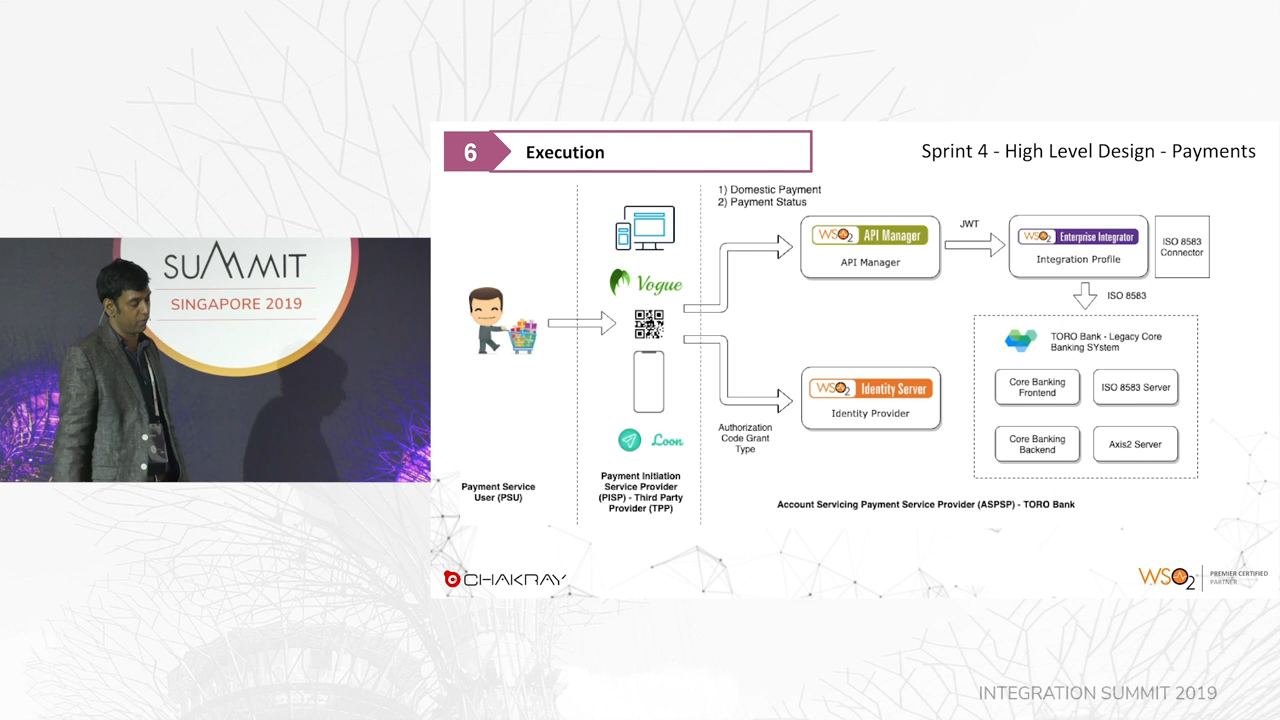 SUMMIT
SINGAPORE 2019
6
Execution
Sprint 4 - High Level Design - Payments
1) Domestic Payment
2) Payment Status
WSO2 API Manager
API Manager
JWT
WSO2 Enterprise Integrator
Integration Profile
ISO 8583
Connector
ISO 8583
Vogue
TORO Bank - Legacy Core
Banking SYstem
Core Banking
Frontend
ISO 8583 Server
Core Banking
Backend
Axis2 Server
WSO2 Identity Server
Identity Provider
Loon
Authorization
Code Grant
Type
Payment Service
User (PSU)
Payment Initiation
Service Provider
(PISP) - Third Party
Provider (TPP)
Account Servicing Payment Service Provider (ASPSP) - TORO Bank
CHAKRAY
WSO2
PREMIER CERTIFIED
PARTNER
INTEGRATION SUMMIT 2019